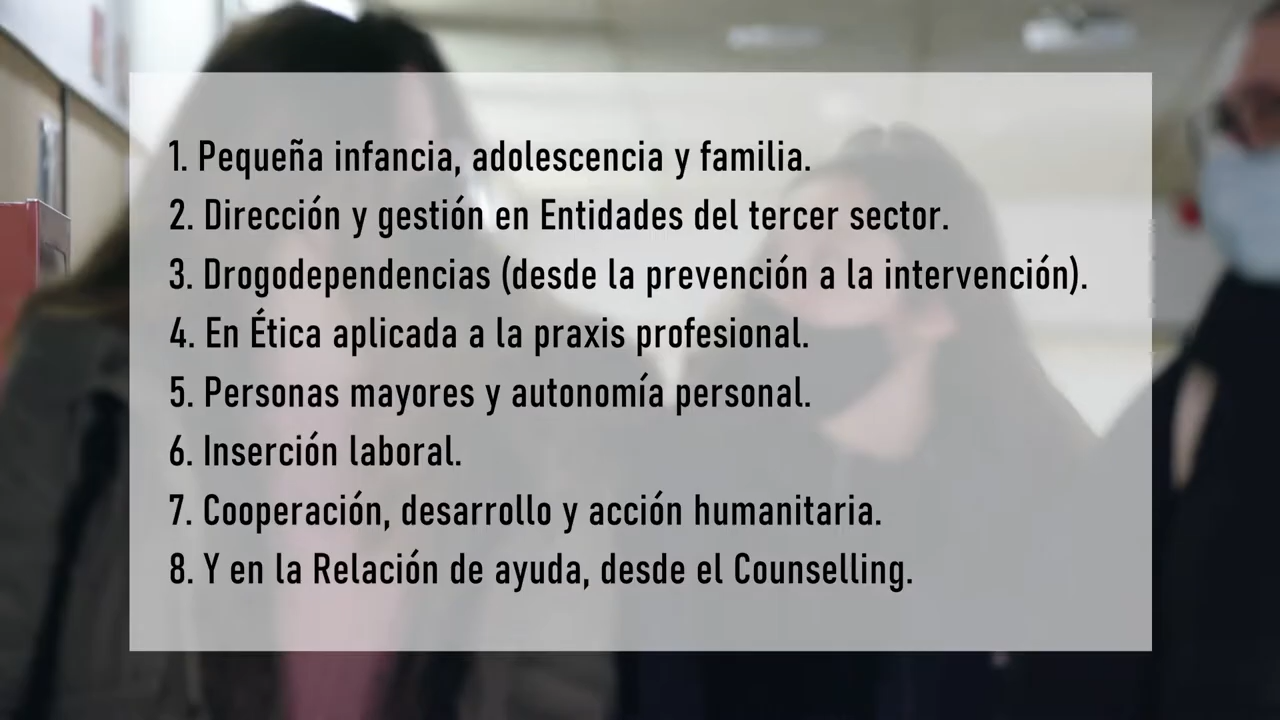 1. Pequeña infancia, adolescencia y familia.
2. Dirección y gestión en Entidades del tercer sector.
3. Drogodependencias (desde la prevención a la intervención).
4. En Ética aplicada a la praxis profesional.
5. Personas mayores y autonomía personal.
6. Inserción laboral.
7. Cooperación, desarrollo y acción humanitaria.
8. Y en la Relación de ayuda, desde el Counselling.